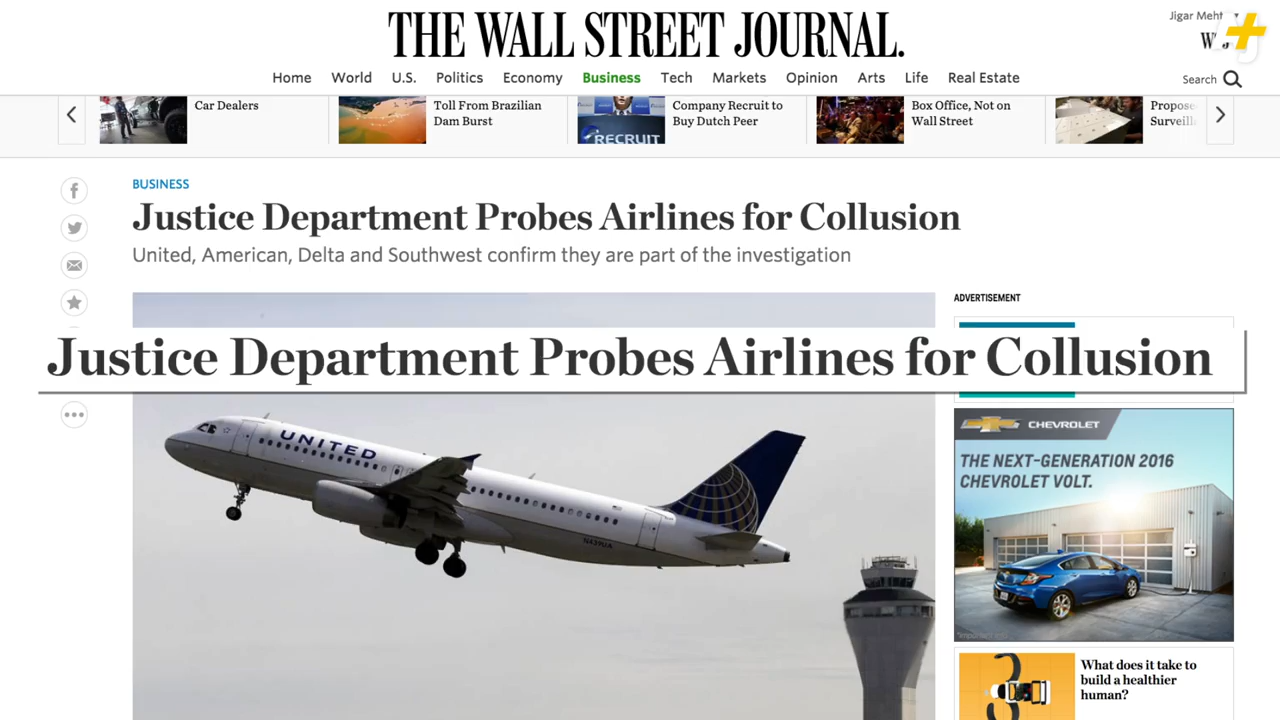 THE WALL STREET JOURNAL.
Home World U.S. Politics Economy Business Tech Markets Opinion Arts Life Real Estate
Search
Car Dealers
Toll From Brazilian
Dam Burst
Company Recruit to
Buy Dutch Peer
Box Office, Not on
Wall Street
RECRUIT
BUSINESS
Justice Department Probes Airlines for Collusion
United, American, Delta and Southwest confirm they are part of the investigation
ADVERTISEMENT
Justice Department Probes Airlines for Collusion
UNITED
CHEVROLET
THE NEXT-GENERATION 2016
CHEVROLET VOLT.
What does it take to
build a healthier
human?